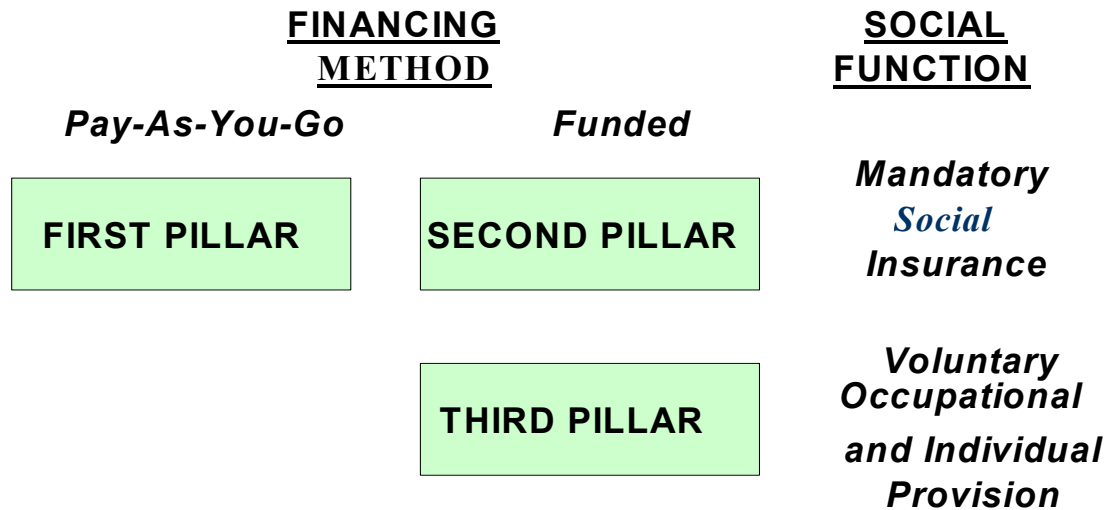 FINANCING
METHOD
SOCIAL
FUNCTION
Pay-As-You-Go
Funded
FIRST PILLAR
SECOND PILLAR
Mandatory
Social
Insurance
THIRD PILLAR
Voluntary
Occupational
and Individual
Provision